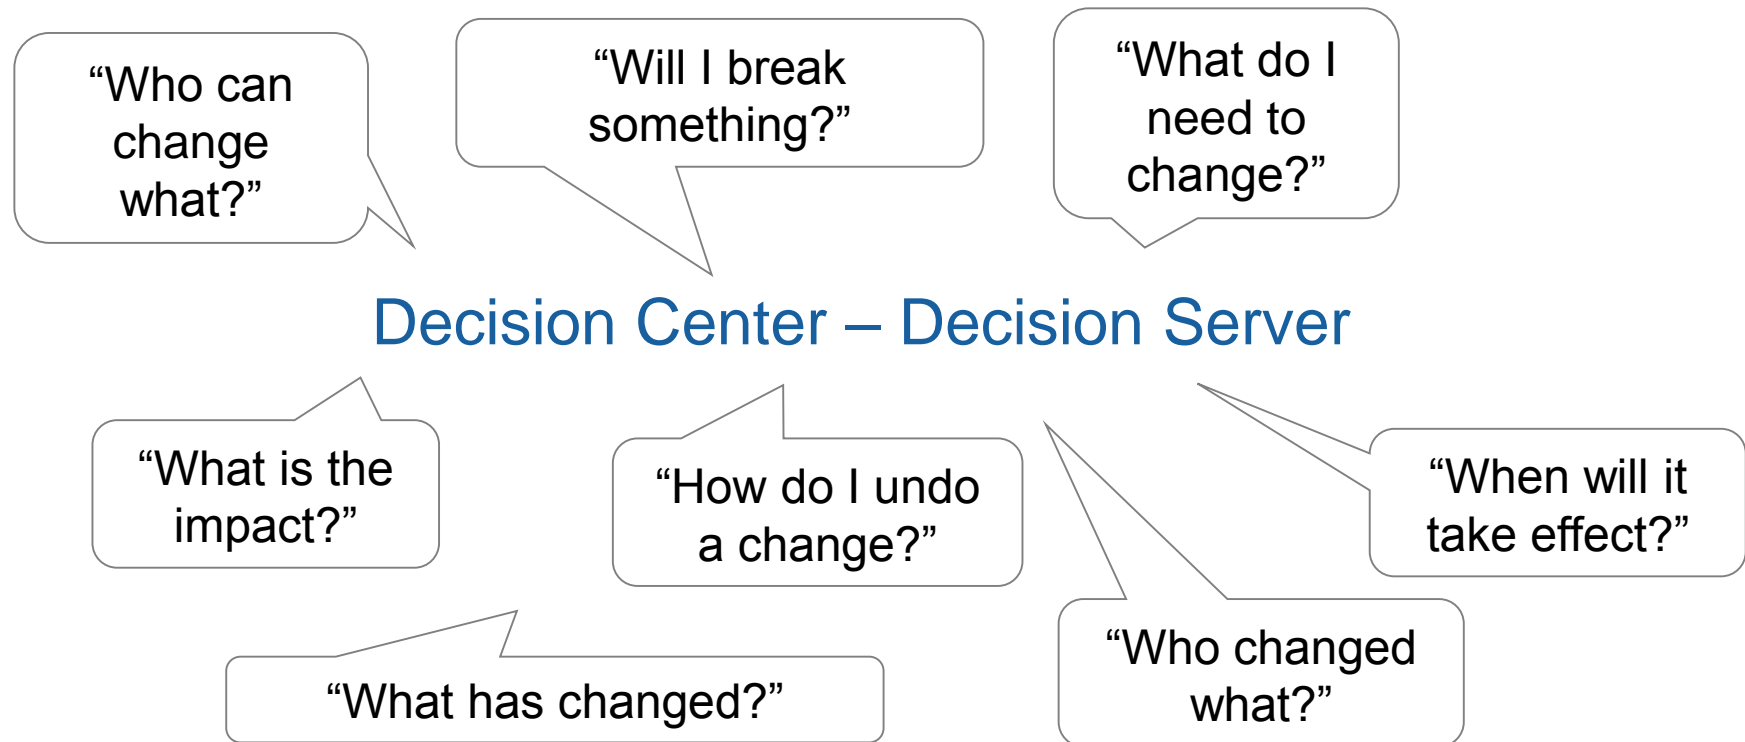 “Who can
change
what?”
“Will I break
something?”
“What do I
need to
change?”
Decision Center – Decision Server
“What is the
impact?”
“How do I undo
a change?”
“When will it
take effect?”
“What has changed?”
“Who changed
what?”